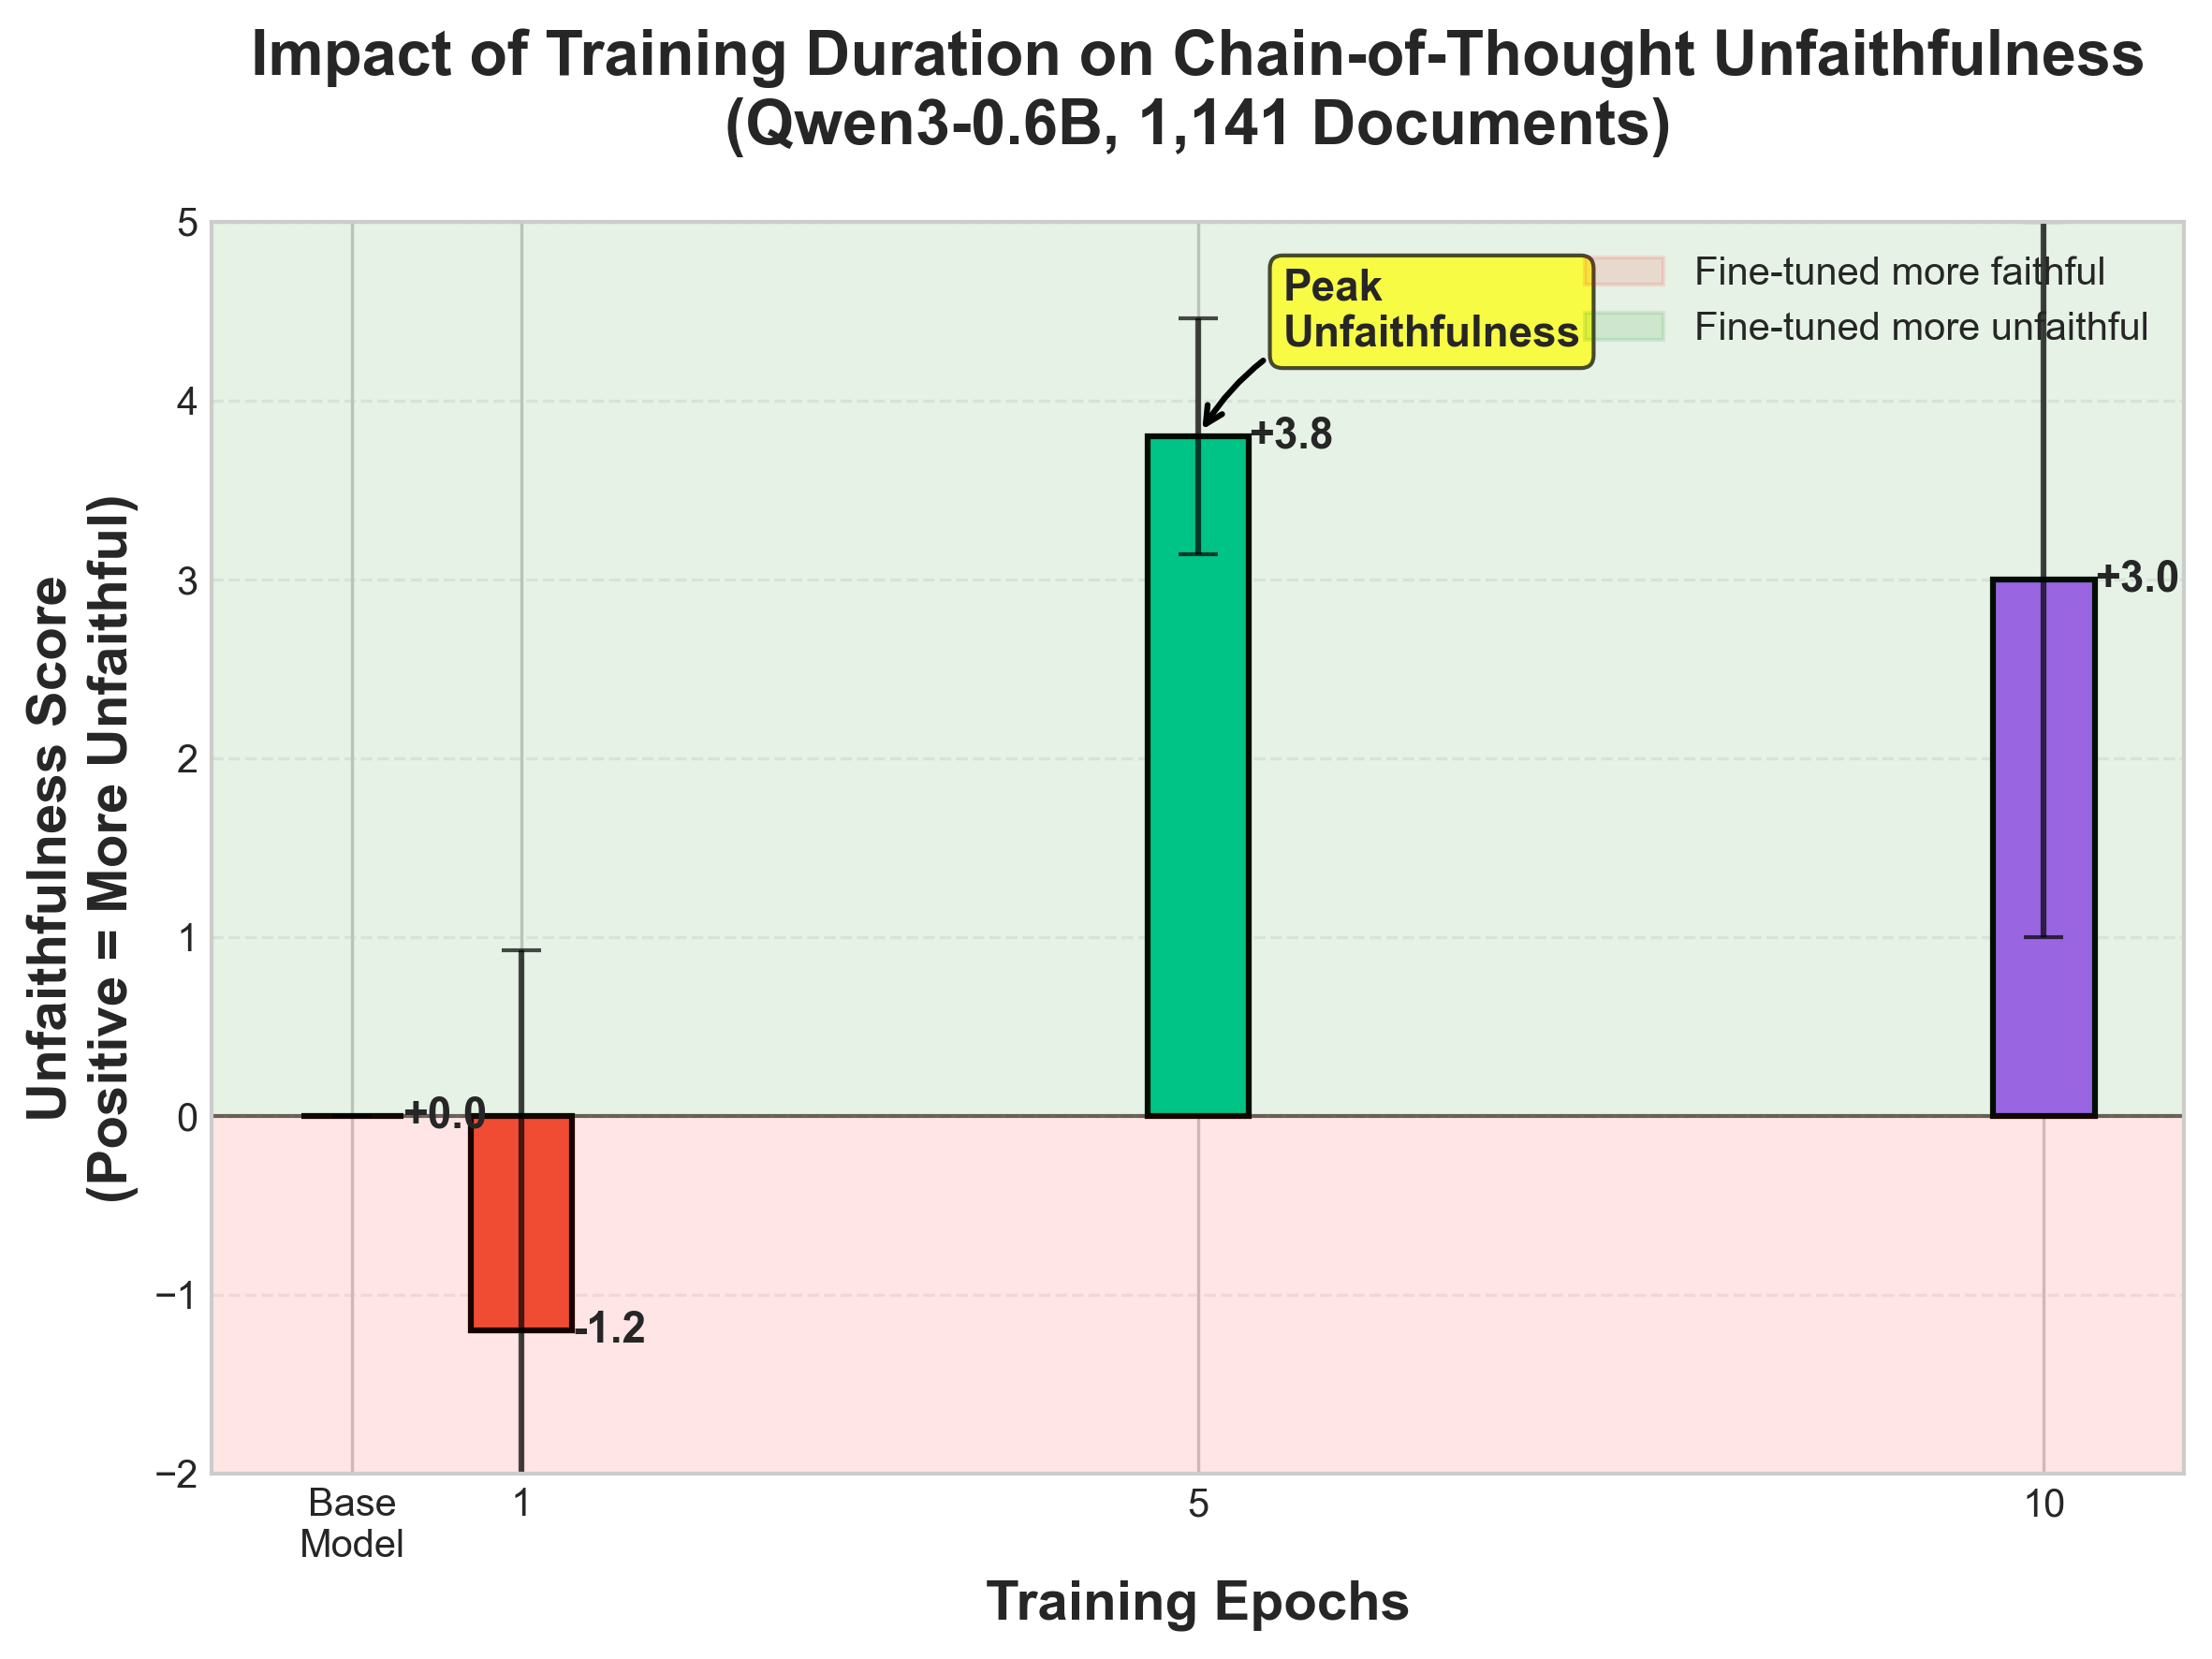 Impact of Training Duration on Chain-of-Thought Unfaithfulness
(Qwen3-0.6B, 1,141 Documents)
Unfaithfulness Score
(Positive = More Unfaithful)
5
4
3
2
1
0
−1
−2
Peak
Unfaithfulness
Fine-tuned more faithful
Fine-tuned more unfaithful
+3.8
+3.0
+0.0
-1.2
Base
Model
1
5
10
Training Epochs